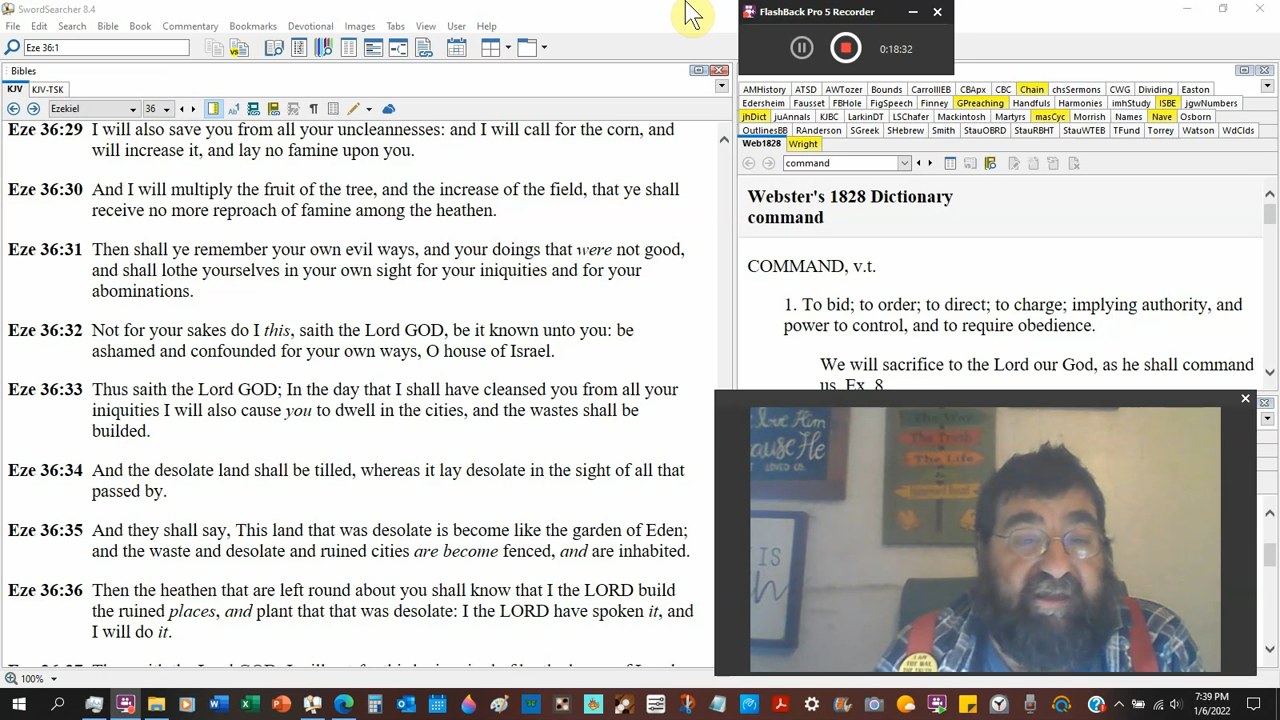 SwordSearcher 8.4
File Edit Search Bible Book Commentary Bookmarks Devotional Images Tabs View User Help
Eze 36:1
Bibles
KJV KJV-TSK
Ezekiel 36
Eze 36:29 I will also save you from all your uncleannesses: and I will call for the corn, and
will increase it, and lay no famine upon you.
Eze 36:30 And I will multiply the fruit of the tree, and the increase of the field, that ye shall
receive no more reproach of famine among the heathen.
Eze 36:31 Then shall ye remember your own evil ways, and your doings that were not good,
and shall lothe yourselves in your own sight for your iniquities and for your
abominations.
Eze 36:32 Not for your sakes do I this, saith the Lord GOD, be it known unto you: be
ashamed and confounded for your own ways, O house of Israel.
Eze 36:33 Thus saith the Lord GOD; In the day that I shall have cleansed you from all your
iniquities I will also cause you to dwell in the cities, and the wastes shall be
builded.
Eze 36:34 And the desolate land shall be tilled, whereas it lay desolate in the sight of all that
passed by.
Eze 36:35 And they shall say, This land that was desolate is become like the garden of Eden;
and the waste and desolate and ruined cities are become fenced, and are inhabited.
Eze 36:36 Then the heathen that are left round about you shall know that I the LORD build
the ruined places, and plant that that was desolate: I the LORD have spoken it, and
I will do it.
100%
FlashBack Pro 5 Recorder
0:18:32
AMHistory ATSD AWTozer Bounds CarrollIEB CBApx CBC Chain chsSermons CWG Dividing Easton
Edersheim Fausset FBHole FigSpeech Finney GPreaching Handfuls Harmonies imhStudy ISBE jgwNumbers
jhDict juAnnals KJBC LarkinDT LSChafer Mackintosh Martyrs masCyc Morrish Names Nave Osborn
OutlinesBB RAnderson SGreek SHebrew Smith StauOBRD StauRBHT StauWTEB TFund Torrey Watson WdClds
Web1828 Wright
command
Webster's 1828 Dictionary
command
COMMAND, v.t.
1. To bid; to order; to direct; to charge; implying authority, and
power to control, and to require obedience.
We will sacrifice to the Lord our God, as he shall command
us. Ex. 8
love Him
cause He
LOVED US.
The Way
The Truth
The Life
IS
7:39 PM
1/6/2022